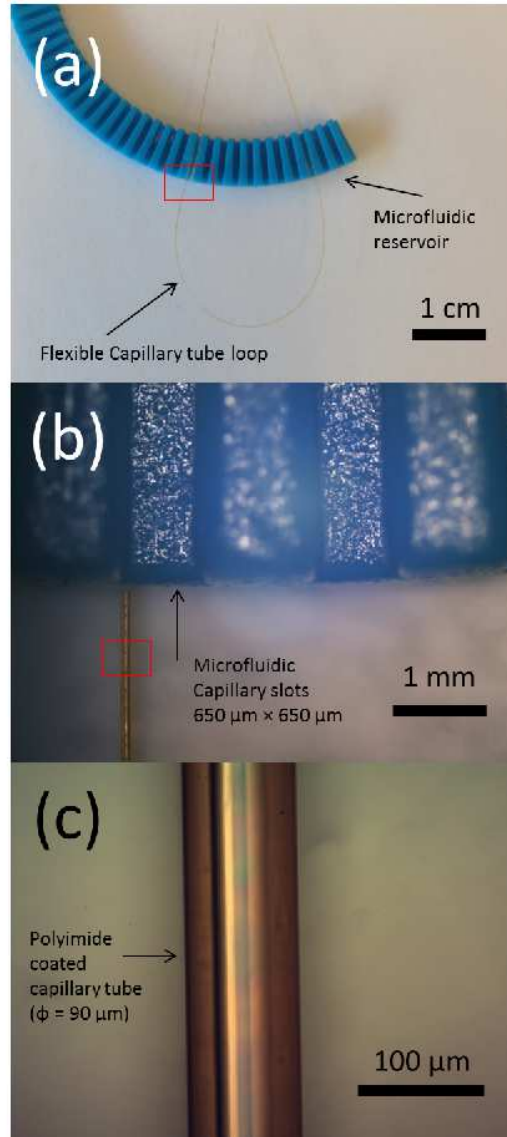 (a)
Microfluidic
reservoir
1 cm
Flexible Capillary tube loop
(b)
Microfluidic
Capillary slots
650 μm × 650 μm
1 mm
(c)
Polyimide
coated
capillary tube
(ϕ = 90 μm)
100 μm